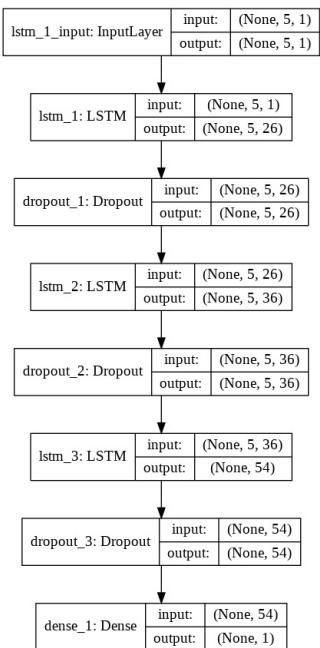 lstm_1_input: InputLayer
input: (None, 5, 1)
output: (None, 5, 1)
lstm_1: LSTM
input: (None, 5, 1)
output: (None, 5, 26)
dropout_1: Dropout
input: (None, 5, 26)
output: (None, 5, 26)
lstm_2: LSTM
input: (None, 5, 26)
output: (None, 5, 36)
dropout_2: Dropout
input: (None, 5, 36)
output: (None, 5, 36)
lstm_3: LSTM
input: (None, 5, 36)
output: (None, 54)
dropout_3: Dropout
input: (None, 54)
output: (None, 54)
dense_1: Dense
input: (None, 54)
output: (None, 1)